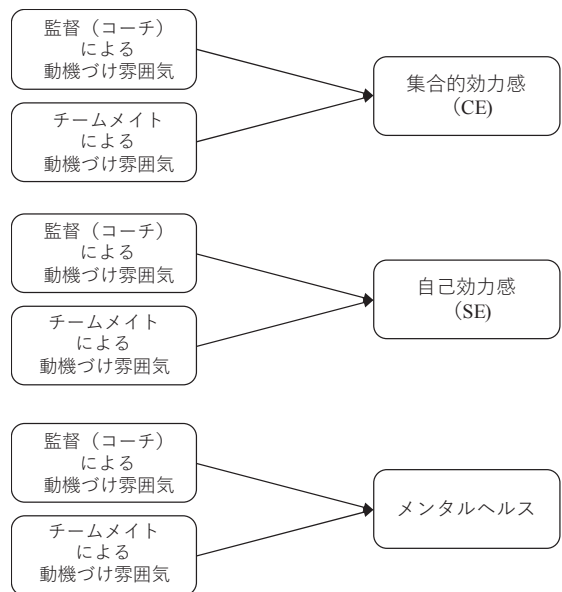 監督（コーチ）
による
動機づけ雰囲気
チームメイト
による
動機づけ雰囲気
集合的効力感
（CE)
監督（コーチ）
による
動機づけ雰囲気
チームメイト
による
動機づけ雰囲気
自己効力感
（SE)
監督（コーチ）
による
動機づけ雰囲気
チームメイト
による
動機づけ雰囲気
メンタルヘルス